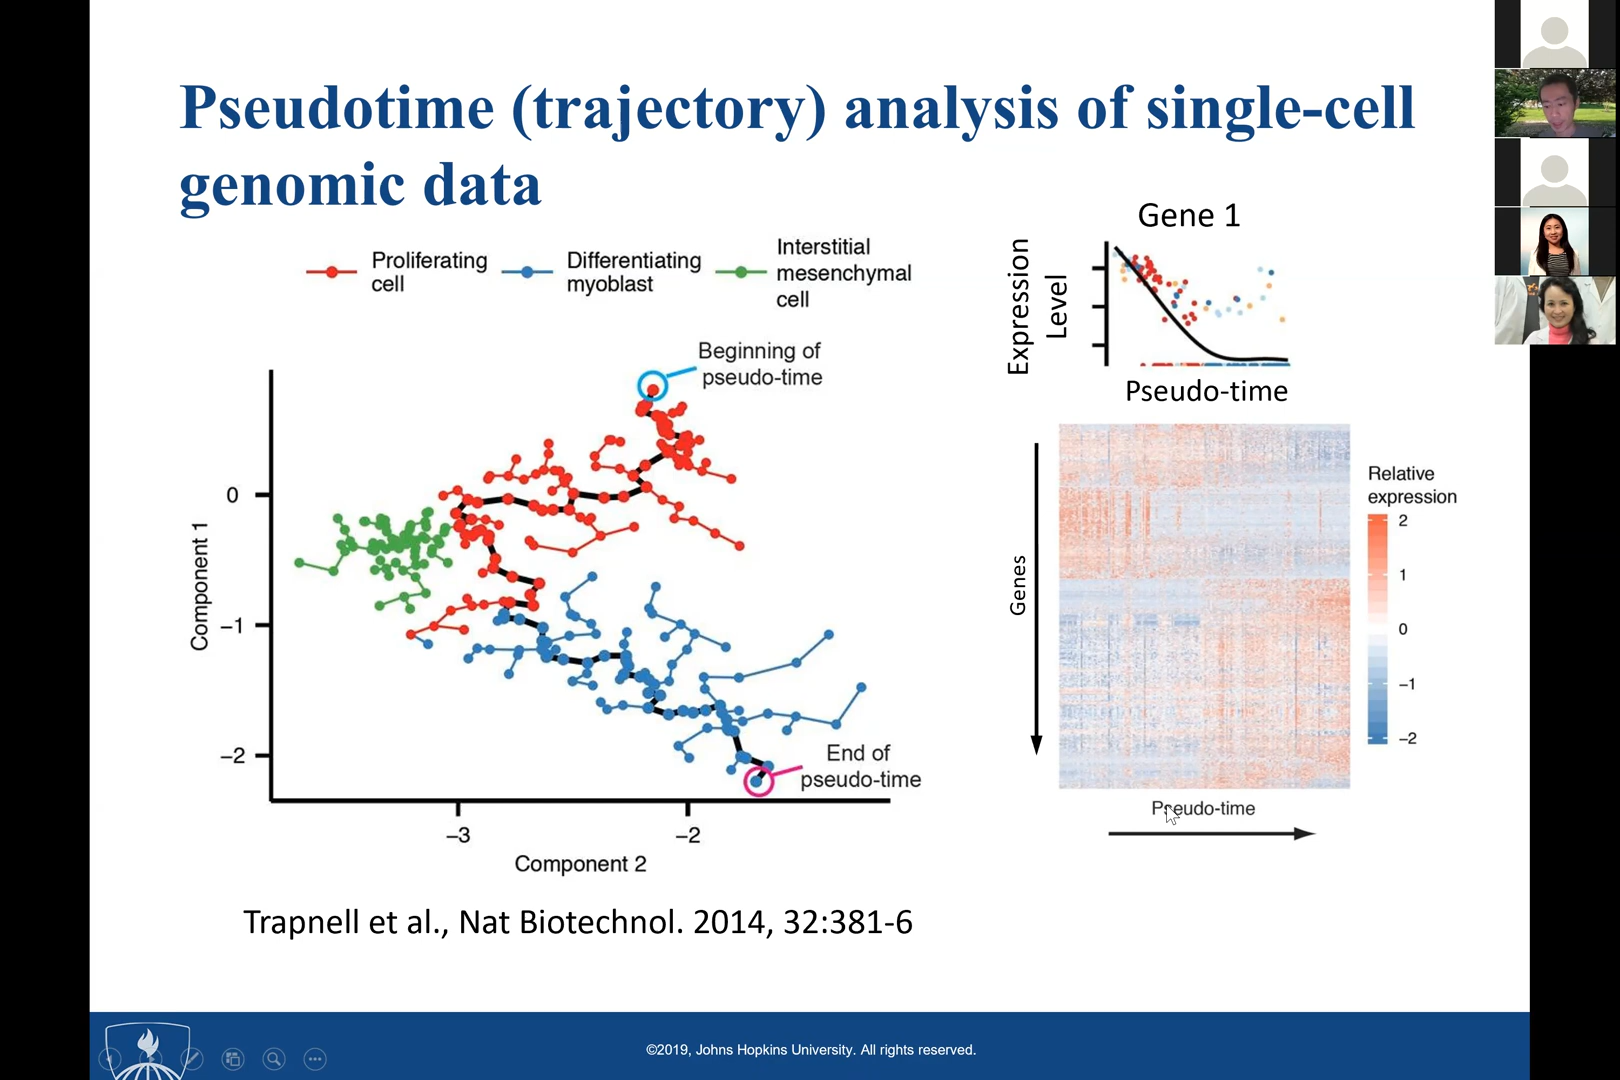 Pseudotime (trajectory) analysis of single-cell
genomic data
Proliferating
cell
Differentiating
myoblast
Interstitial
mesenchymal
cell
Beginning of
pseudo-time
Component 1
0
−1
−2
End of
pseudo-time
−3
−2
Component 2
Gene 1
Expression
Level
Pseudo-time
Genes
Relative
expression
2
1
0
−1
−2
Pseudo-time
Trapnell et al., Nat Biotechnol. 2014, 32:381-6
©2019, Johns Hopkins University. All rights reserved.